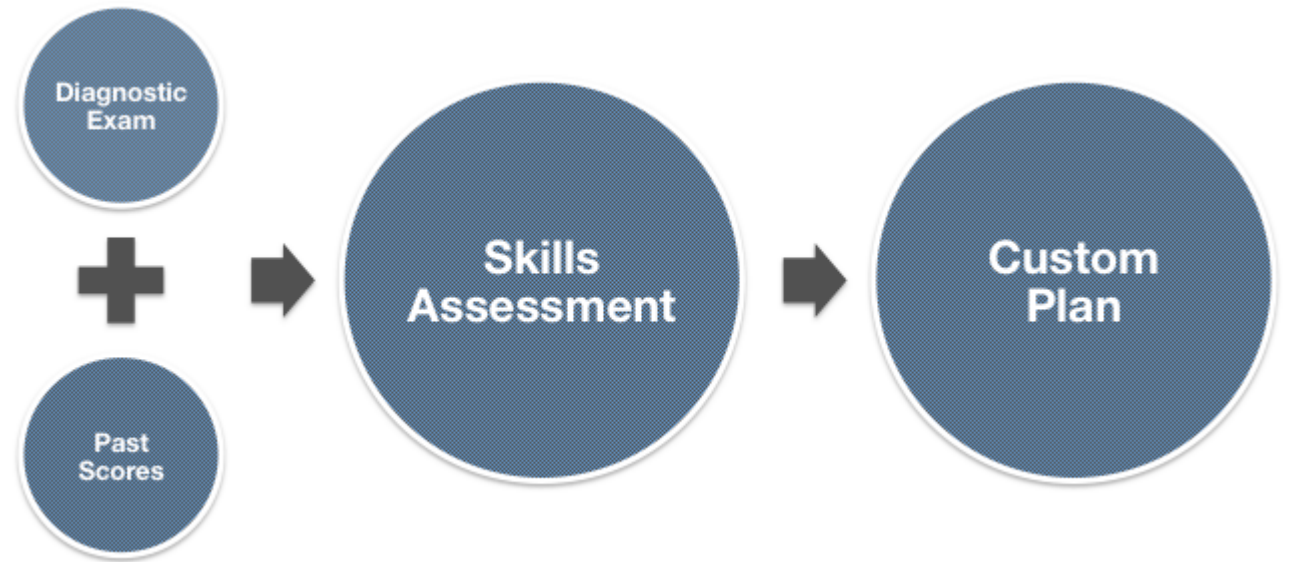 Diagnostic
Exam
Past
Scores
Skills
Assessment
Custom
Plan